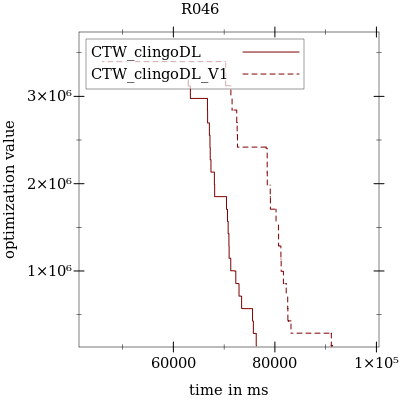 R046
CTW_clingoDL
CTW_clingoDL_V1
3×10⁶
2×10⁶
1×10⁶
optimization value
60000 80000 1×10⁵
time in ms